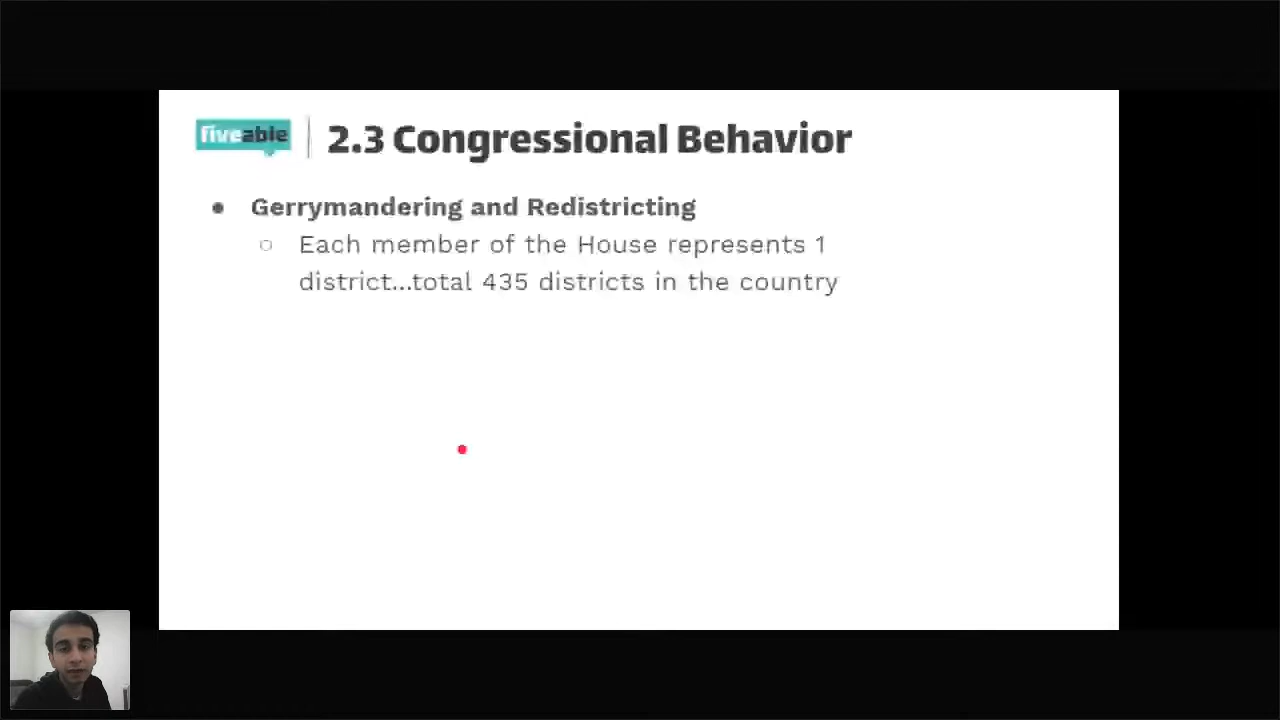 fiveable
2.3 Congressional Behavior
● Gerrymandering and Redistricting
○ Each member of the House represents 1
district...total 435 districts in the country